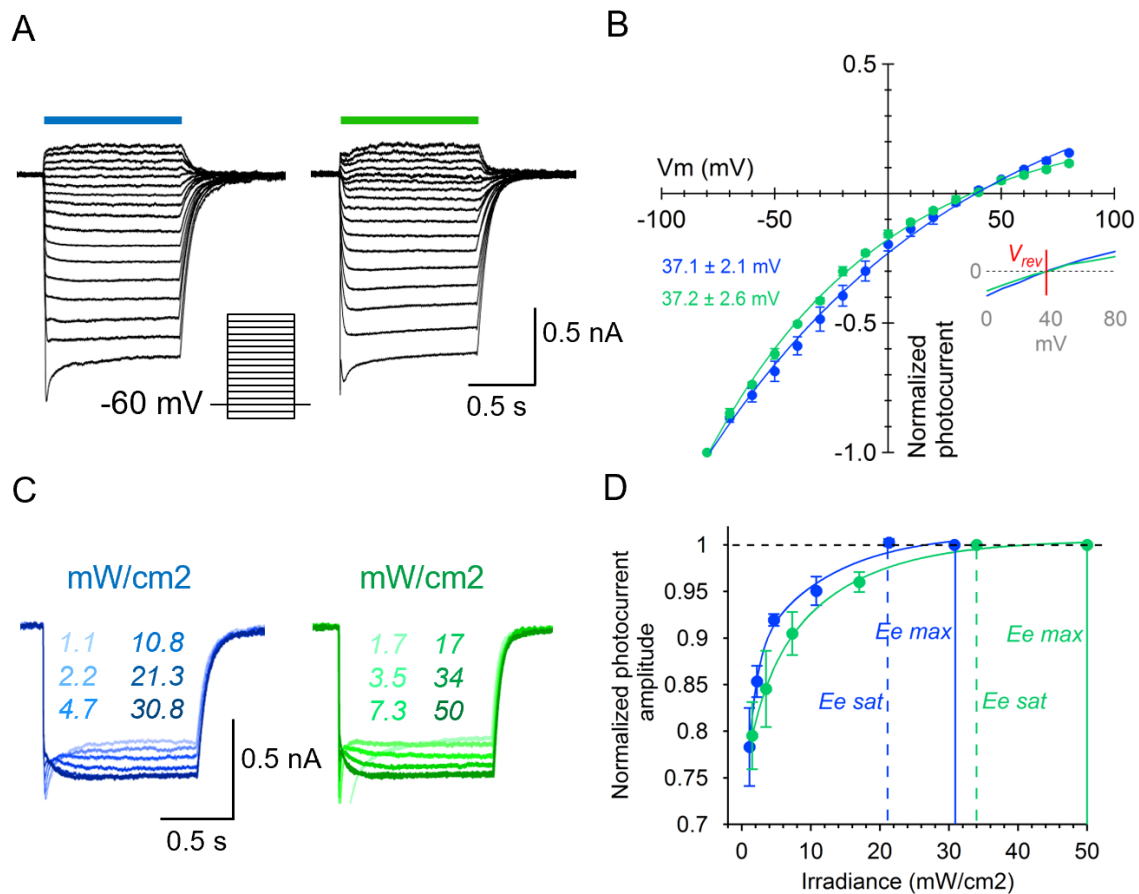 A
0.5 nA
0.5 s
-60 mV
B
0.5
Vm (mV)
-100
-50
0
50
100
37.1 ± 2.1 mV
37.2 ± 2.6 mV
-0.5
-1.0
Normalized
photocurrent
Vrev
0
0
40
80
mV
C
mW/cm2
1.1 10.8
2.2 21.3
4.7 30.8
0.5 nA
0.5 s
mW/cm2
1.7 17
3.5 34
7.3 50
D
Normalized photocurrent
amplitude
1
0.95
0.9
0.85
0.8
0.75
0.7
Ee max
Ee max
Ee sat
Ee sat
0
10
20
30
40
50
Irradiance (mW/cm2)